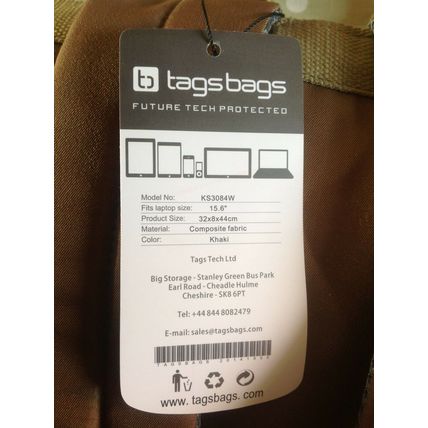 tb tagsbags
FUTURE TECH PROTECTED
Model No: KS3084W
Fits laptop size: 15.6"
Product Size: 32x8x44cm
Material: Composite fabric
Color: Khaki
Tags Tech Ltd
Big Storage - Stanley Green Bus Park
Earl Road - Cheadle Hulme
Cheshire - SK8 6PT
Tel: +44 844 8082479
E-mail: sales@tagsbags.com
www. tagsbags. com